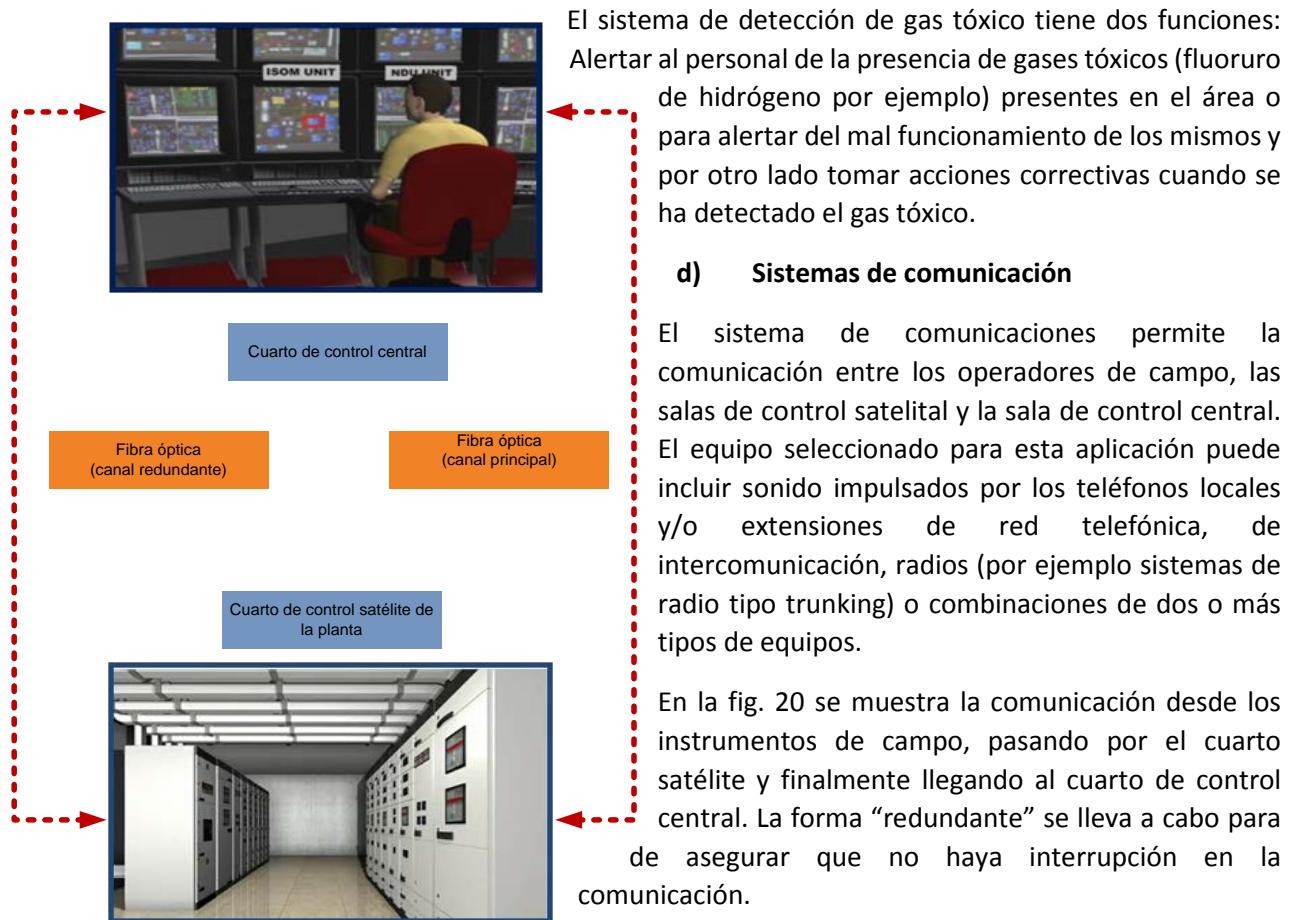 ISOM UNIT
NDU UNIT
Cuarto de control central
Fibra óptica
(canal redundante)
Fibra óptica
(canal principal)
Cuarto de control satélite de
la planta
El sistema de detección de gas tóxico tiene dos funciones:
Alertar al personal de la presencia de gases tóxicos (fluoruro
de hidrógeno por ejemplo) presentes en el área o
para alertar del mal funcionamiento de los mismos y
por otro lado tomar acciones correctivas cuando se
ha detectado el gas tóxico.
d) Sistemas de comunicación
El sistema de comunicaciones permite la
comunicación entre los operadores de campo, las
salas de control satelital y la sala de control central.
El equipo seleccionado para esta aplicación puede
incluir sonido impulsados por los teléfonos locales
y/o extensiones de red telefónica, de
intercomunicación, radios (por ejemplo sistemas de
radio tipo trunking) o combinaciones de dos o más
tipos de equipos.
En la fig. 20 se muestra la comunicación desde los
instrumentos de campo, pasando por el cuarto
satélite y finalmente llegando al cuarto de control
central. La forma “redundante” se lleva a cabo para
de asegurar que no haya interrupción en la
comunicación.